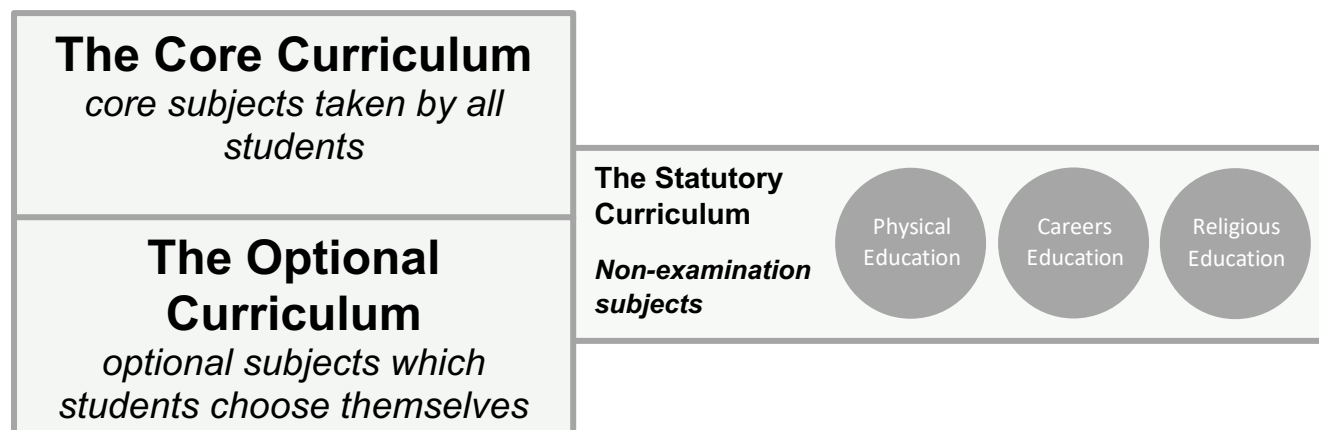 The Core Curriculum
core subjects taken by all
students
The Optional
Curriculum
optional subjects which
students choose themselves
The Statutory
Curriculum
Non-examination
subjects
Physical
Education
Careers
Education
Religious
Education